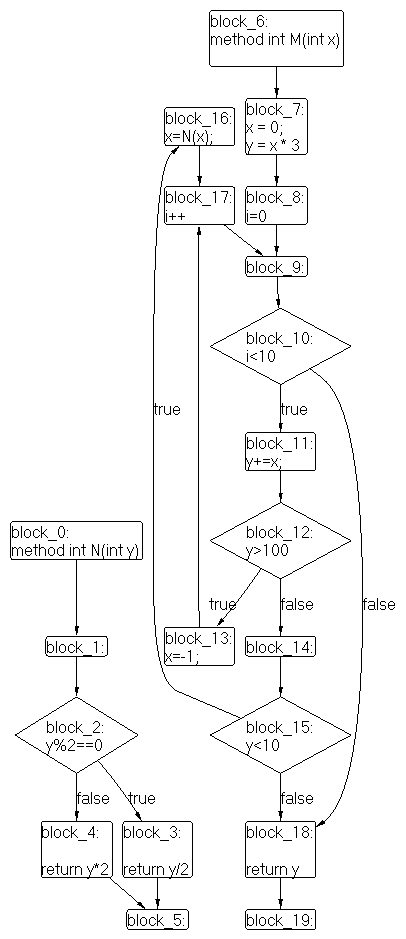 block_6:
method int M(int x)
block_7:
x = 0;
y = x * 3
block_16:
x=N(x);
block_17:
i++
block_8:
i=0
block_9:
block_10:
i<10
true
true
block_11:
y+=x;
block_12:
y>100
block_0:
method int N(int y)
true
false
false
block_13:
x=-1;
block_14:
block_1:
block_2:
y%2==0
block_15:
y<10
false
true
false
block_4:
return y*2
block_3:
return y/2
block_18:
return y
block_5:
block_19: